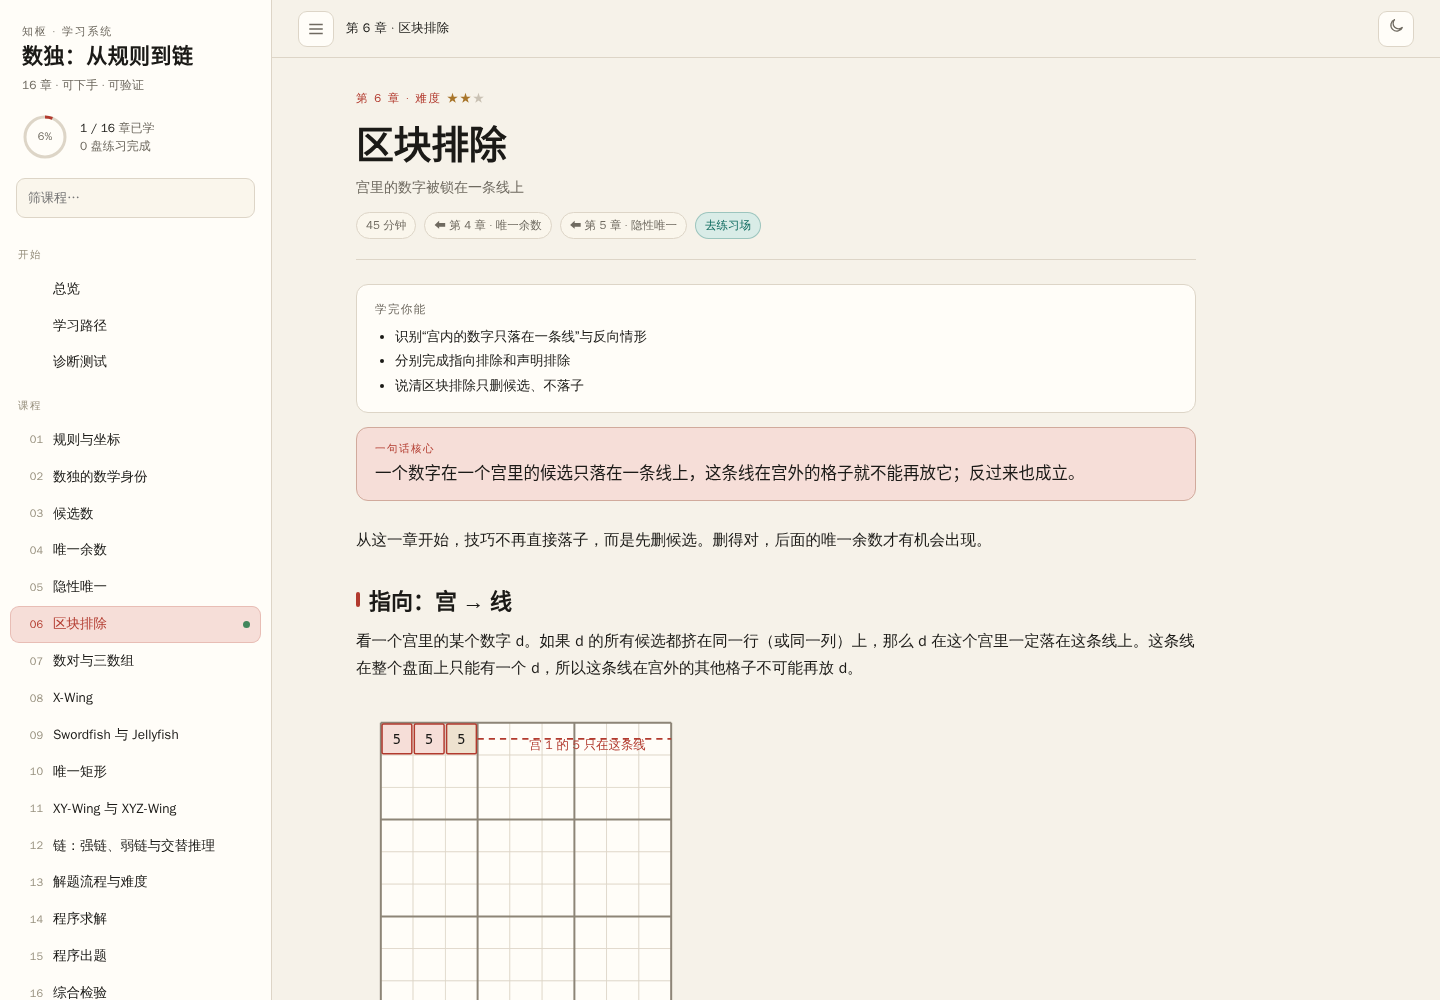 知枢 · 学习系统
数独：从规则到链
16 章 · 可下手 · 可验证
6%
1 / 16 章已学
0 盘练习完成
筛课程…
开始
总览
学习路径
诊断测试
课程
01 规则与坐标
02 数独的数学身份
03 候选数
04 唯一余数
05 隐性唯一
06 区块排除
07 数对与三数组
08 X-Wing
09 Swordfish 与 Jellyfish
10 唯一矩形
11 XY-Wing 与 XYZ-Wing
12 链：强链、弱链与交替推理
13 解题流程与难度
14 程序求解
15 程序出题
16 综合检验
第 6 章 · 区块排除
第 6 章 · 难度 ★★★
区块排除
宫里的数字被锁在一条线上
45 分钟
⬅ 第 4 章 · 唯一余数
⬅ 第 5 章 · 隐性唯一
去练习场
学完你能
• 识别“宫内的数字只落在一条线”与反向情形
• 分别完成指向排除和声明排除
• 说清区块排除只删候选、不落子
一句话核心
一个数字在一个宫里的候选只落在一条线上，这条线在宫外的格子就不能再放它；反过来也成立。
从这一章开始，技巧不再直接落子，而是先删候选。删得对，后面的唯一余数才有机会出现。
指向：宫 → 线
看一个宫里的某个数字 d。如果 d 的所有候选都挤在同一行（或同一列）上，那么 d 在这个宫里一定落在这条线上。这条线
在整个盘面上只能有一个 d，所以这条线在宫外的其他格子不可能再放 d。
5 5 5
宫 1 的 5 只在这条线